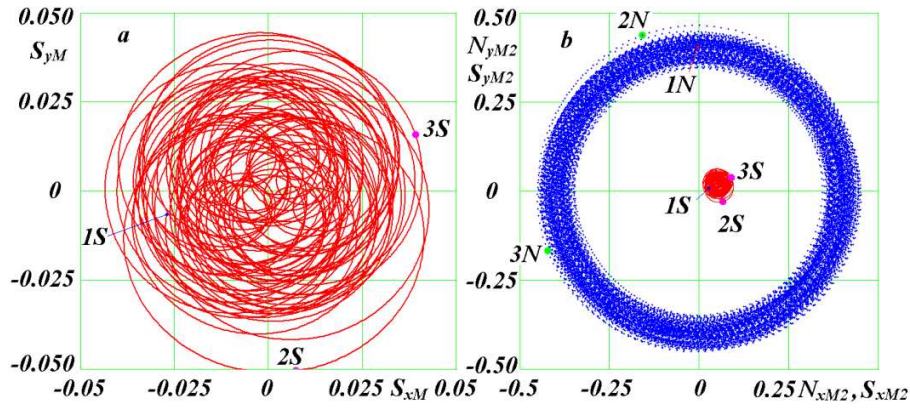 0.050
a
S_yM
0.025
3S
0
1S
-0.025
2S
-0.050
-0.05 -0.025 0 0.025 S_xM 0.05
0.50
2N
b
N_yM2
S_yM2
1N
0.25
3S
0
1S
2S
3N
-0.25
-0.50
-0.5 -0.25 0 0.25 N_xM2, S_xM2